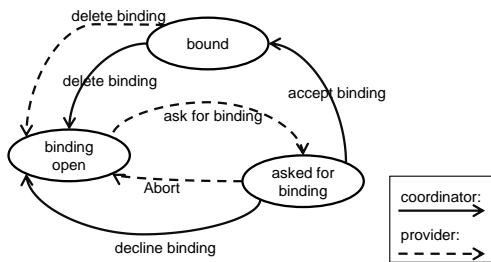 delete binding
bound
delete binding
accept binding
ask for binding
binding
open
asked for
binding
Abort
decline binding
coordinator:
provider: